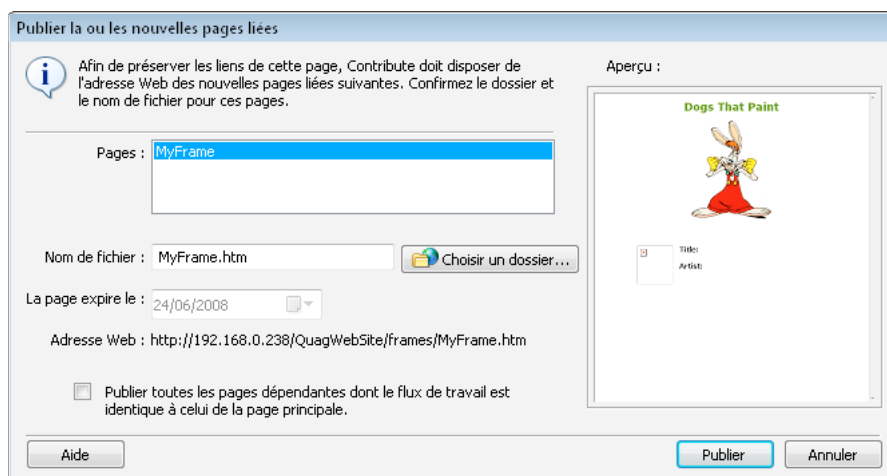 Publier la ou les nouvelles pages liées
Afin de préserver les liens de cette page, Contribute doit disposer de
l'adresse Web des nouvelles pages liées suivantes. Confirmez le dossier et
le nom de fichier pour ces pages.
Aperçu :
Dogs That Paint
Title:
Artist:
Pages :
MyFrame
Nom de fichier :
MyFrame.htm
Choisir un dossier...
La page expire le :
24/06/2008
Adresse Web : http://192.168.0.238/QuagWebSite/frames/MyFrame.htm
Publier toutes les pages dépendantes dont le flux de travail est
identique à celui de la page principale.
Aide
Publier
Annuler